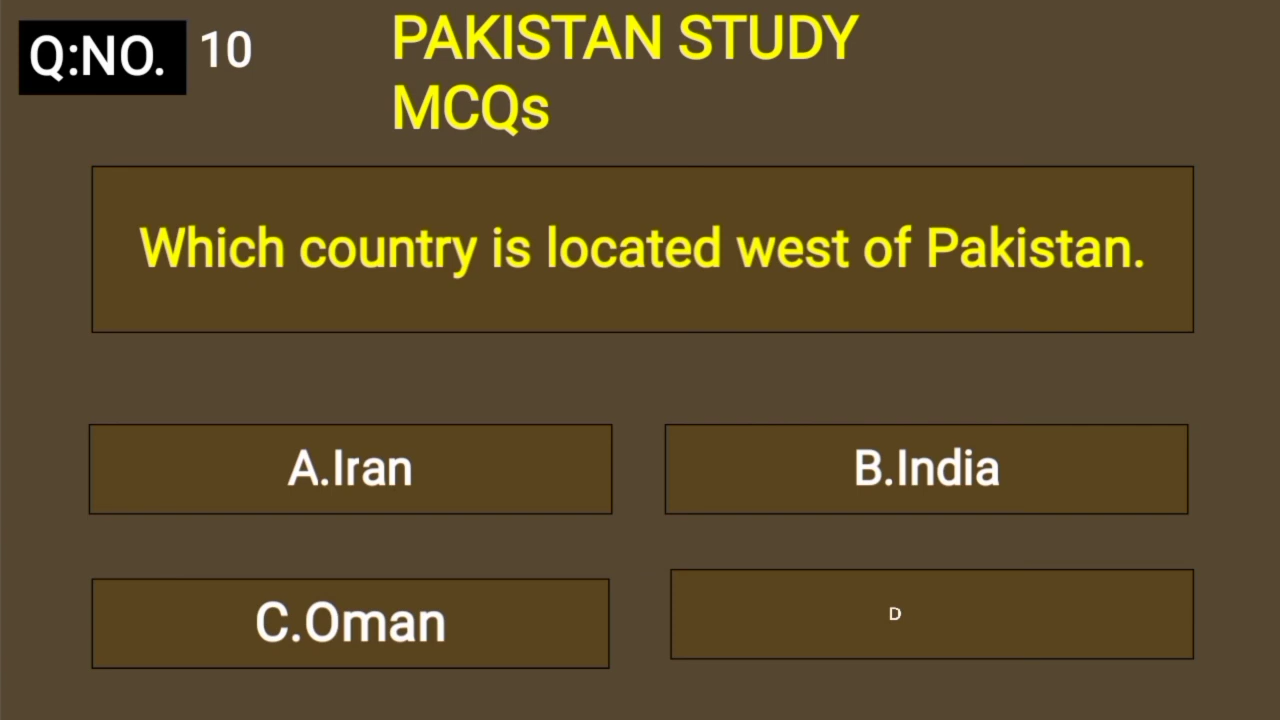 Q:NO. 10
PAKISTAN STUDY
MCQs
Which country is located west of Pakistan.
A.Iran
B.India
C.Oman
D